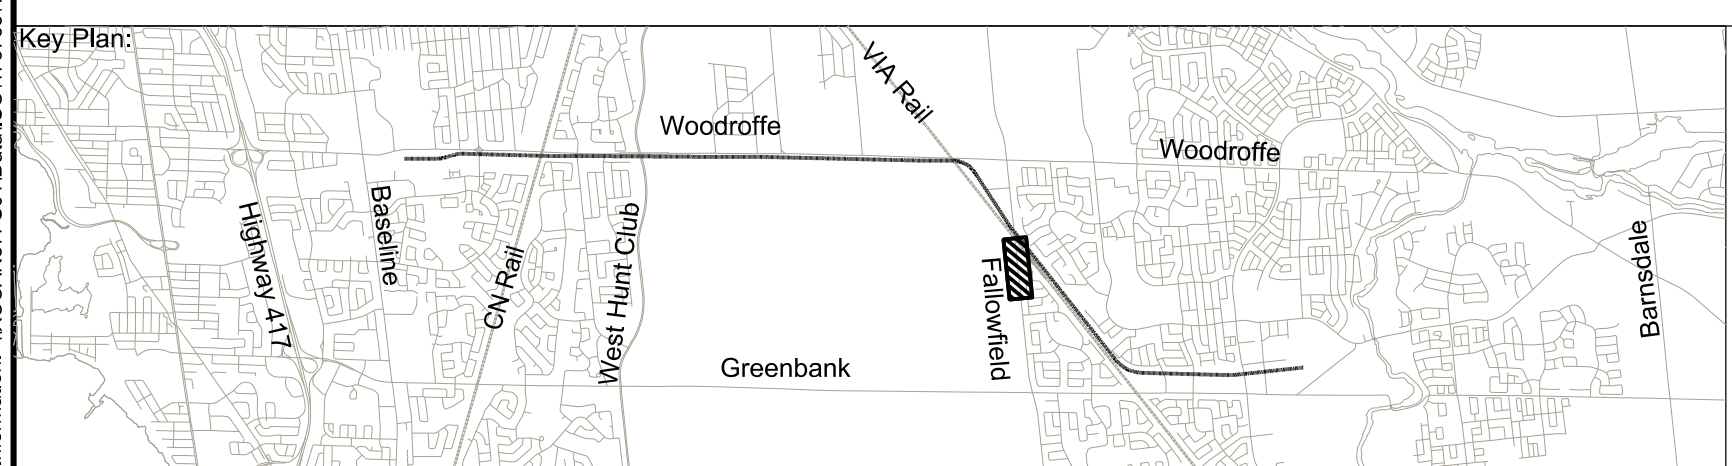 Key Plan:
VIA Rail
Woodroffe
Woodroffe
Baseline
Highway 417
CN Rail
West Hunt Club
Fallowfield
Barnsdale
Greenbank